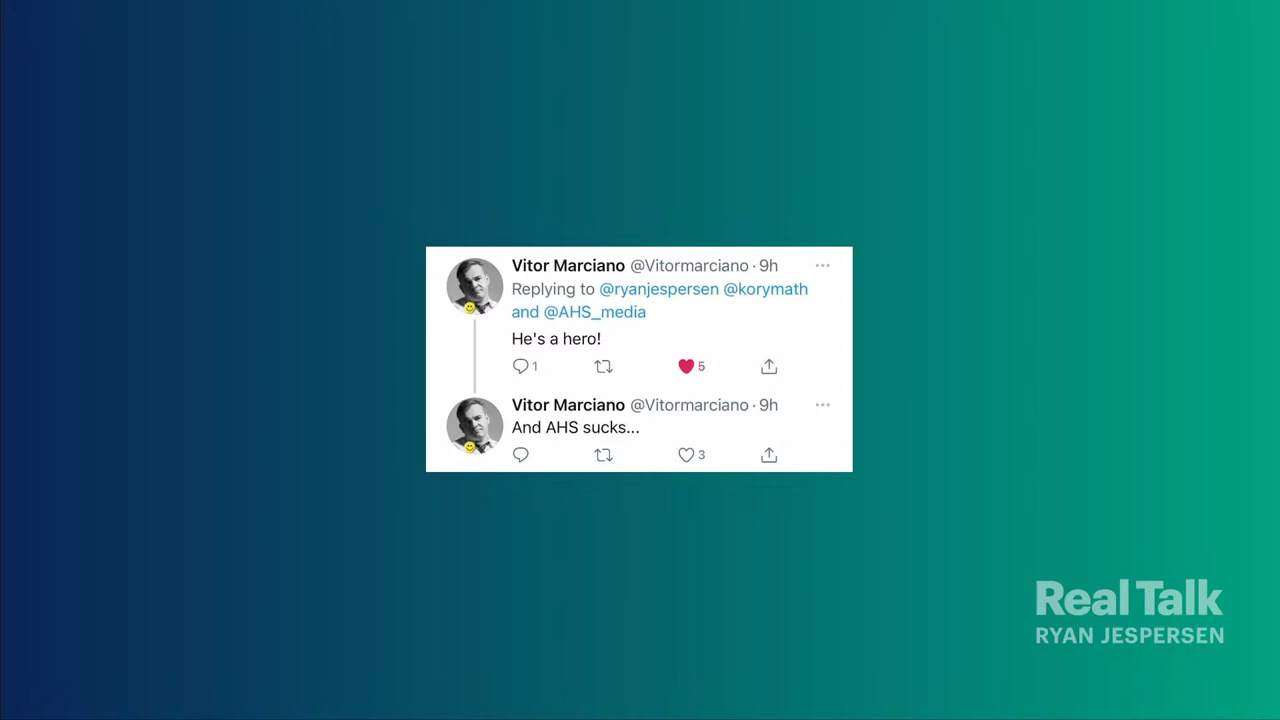 Vitor Marciano @Vitormarciano · 9h
Replying to @ryanjespersen @korymath
and @AHS_media
He's a hero!
1 5
Vitor Marciano @Vitormarciano · 9h
And AHS sucks...
3
Real Talk
RYAN JESPERSEN